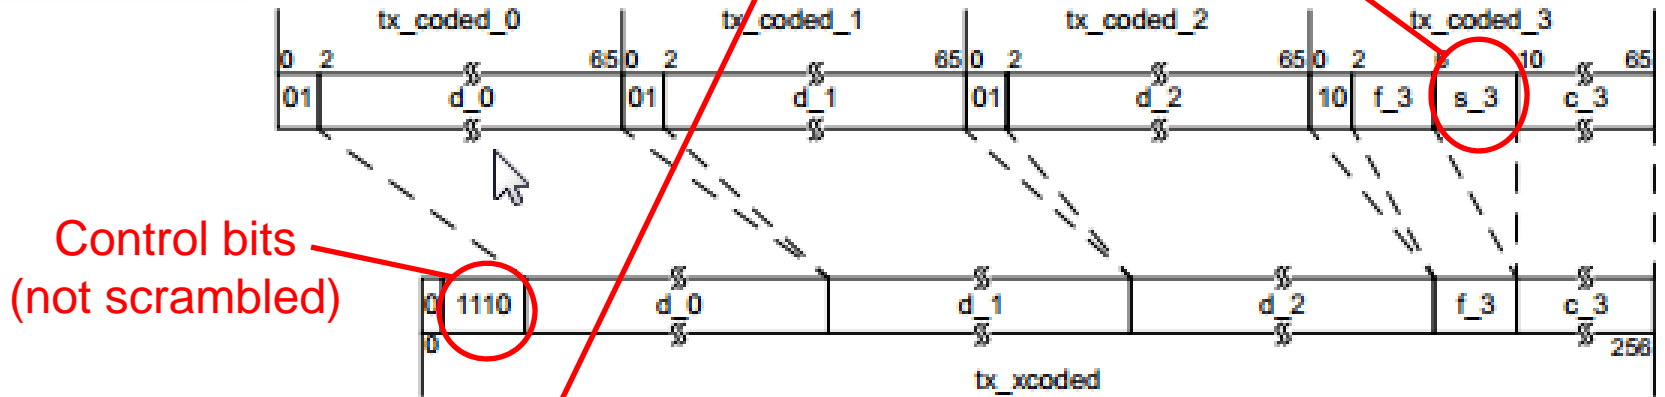 tx_coded_0 tx_coded_1 tx_coded_2 tx_coded_3
0 2 65 0 2 65 0 2 65 0 2 10 65
01 d_0 01 d_1 01 d_2 10 f_3 s_3 c_3
Control bits
(not scrambled)
0 1110 d_0 d_1 d_2 f_3 c_3
0 256
tx_xcoded